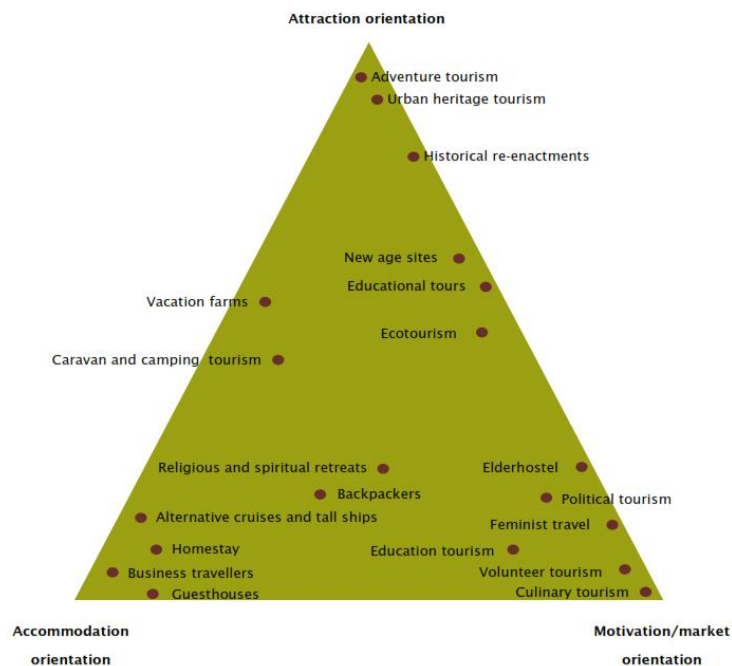 Attraction orientation
Adventure tourism
Urban heritage tourism
Historical re-enactments
New age sites
Educational tours
Vacation farms
Ecotourism
Caravan and camping tourism
Religious and spiritual retreats
Elderhostel
Backpackers
Political tourism
Alternative cruises and tall ships
Feminist travel
Homestay
Education tourism
Business travellers
Volunteer tourism
Guesthouses
Culinary tourism
Accommodation
orientation
Motivation/market
orientation